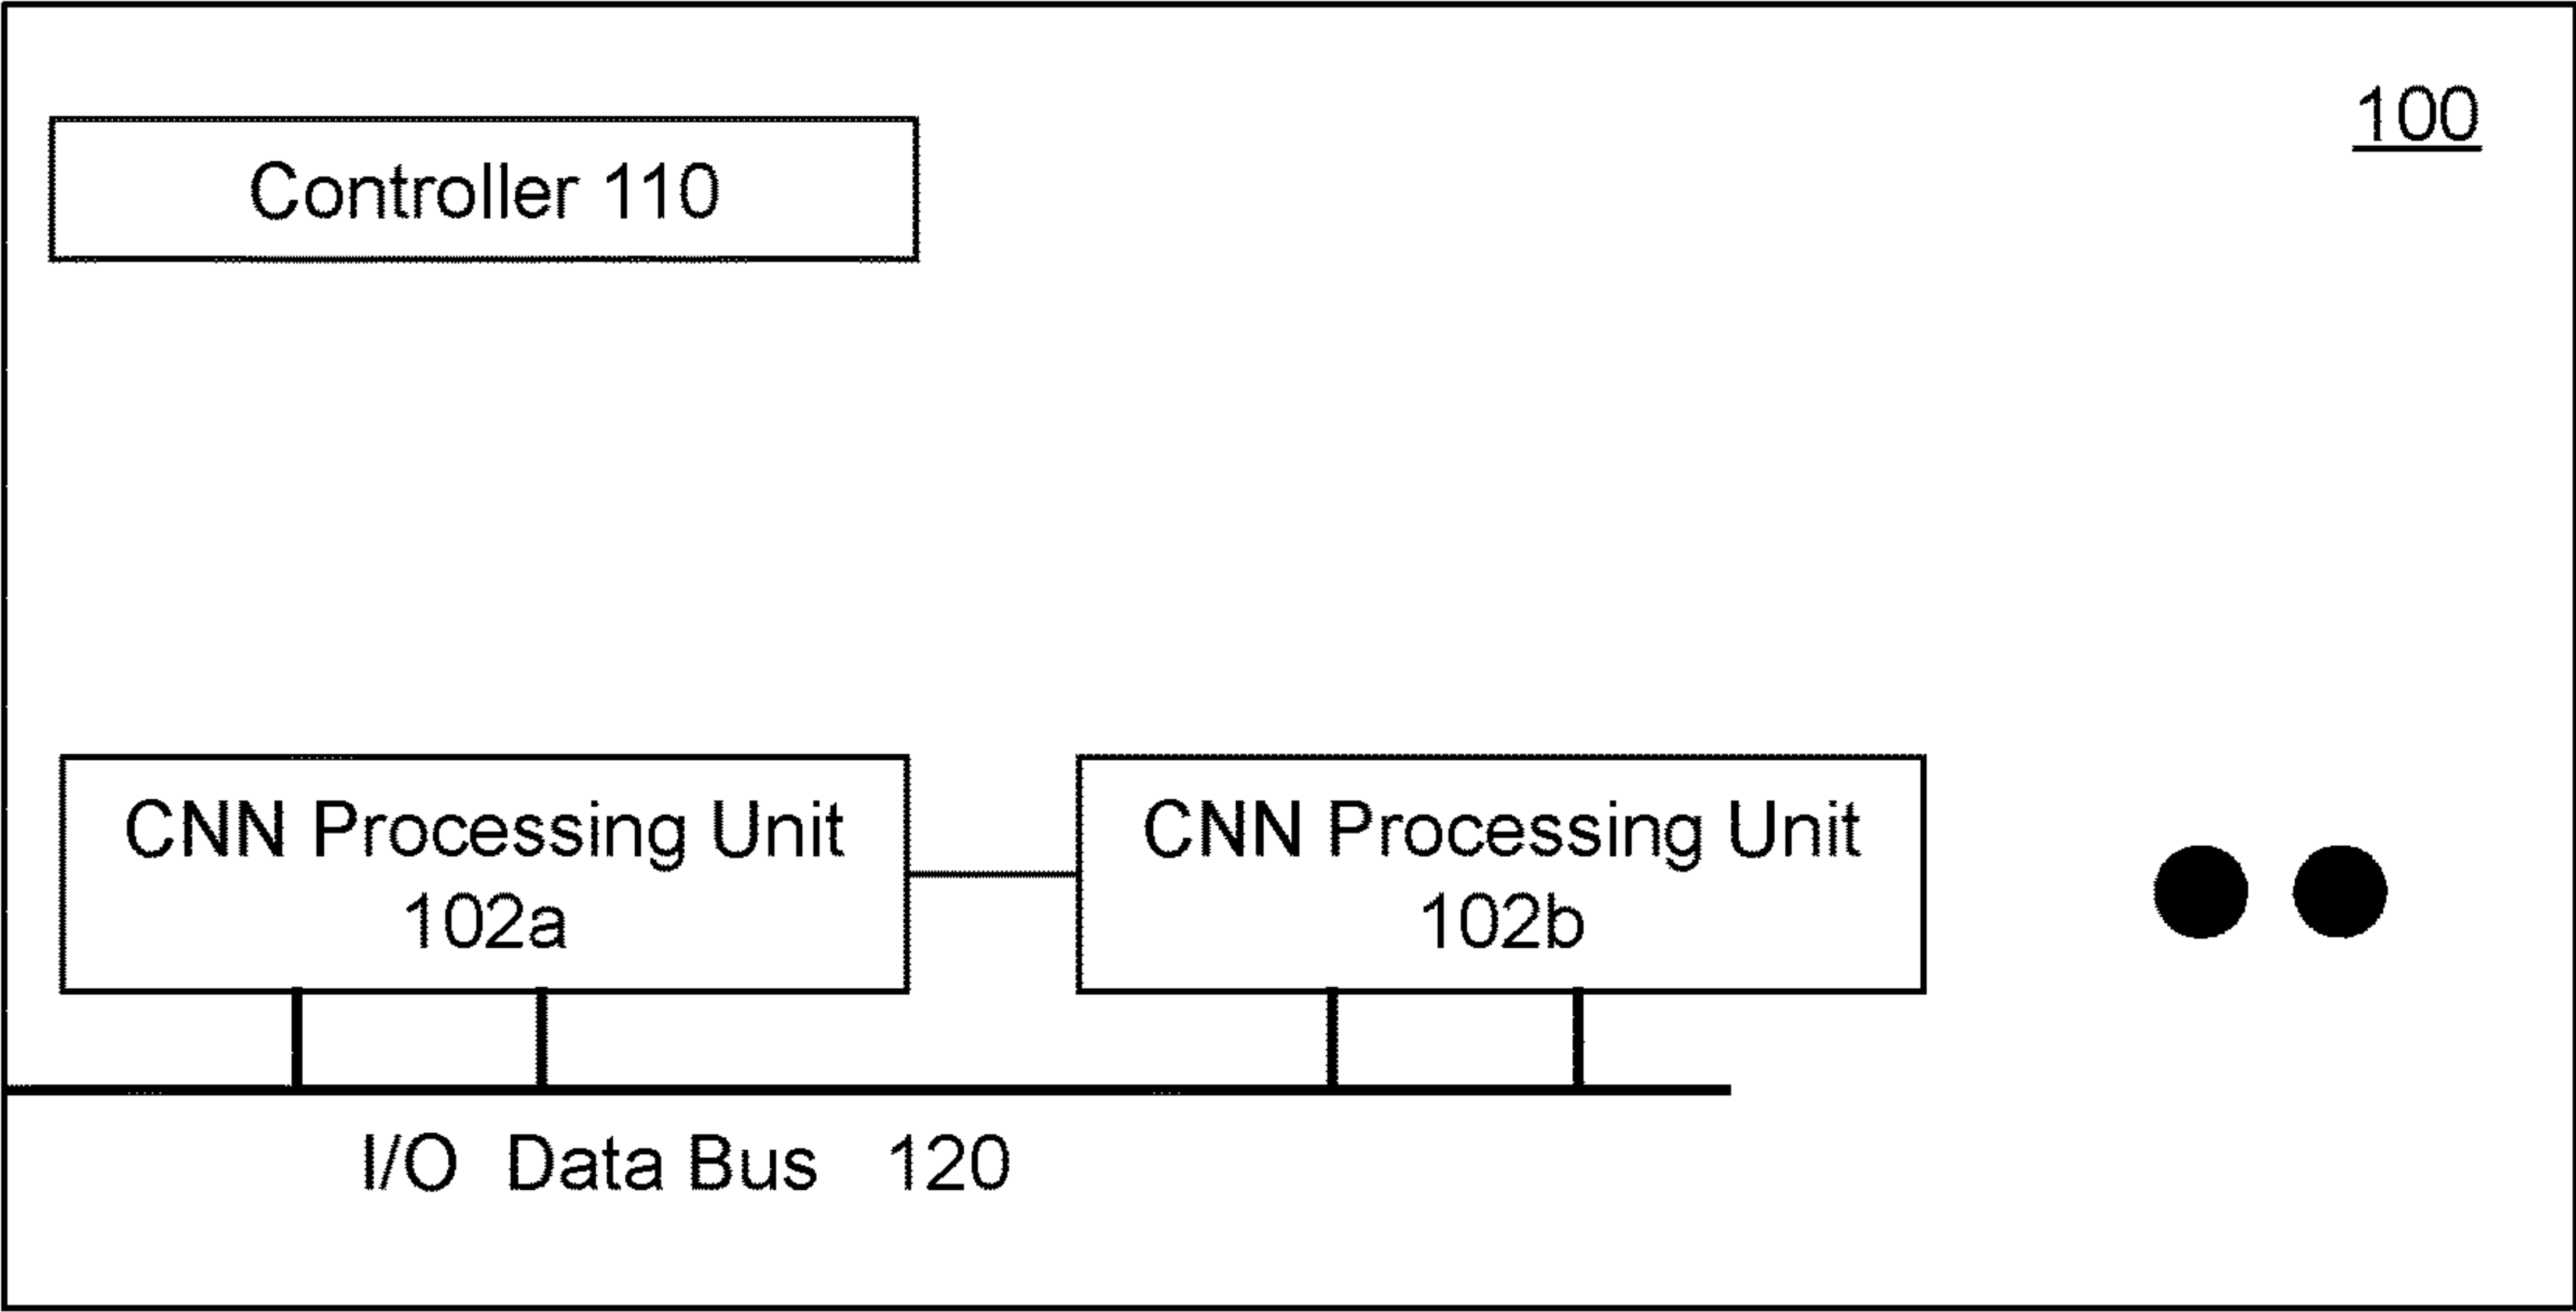 100
Controller 110
CNN Processing Unit
102a
CNN Processing Unit
102b
I/O Data Bus 120